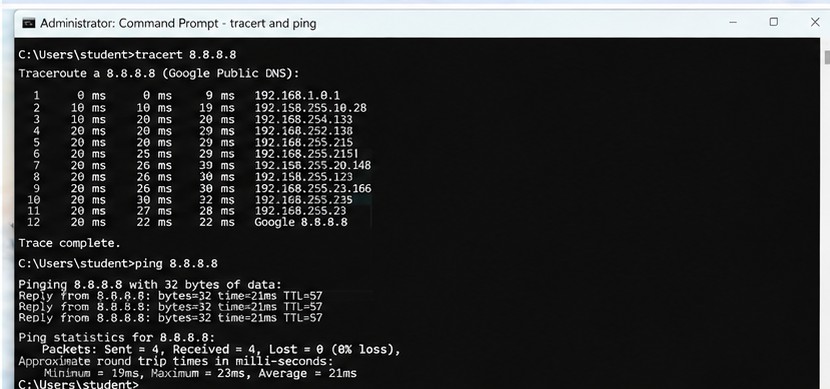 Administrator: Command Prompt - tracert and ping
C:\Users\student>tracert 8.8.8.8
Traceroute a 8.8.8.8 (Google Public DNS):
1 0 ms 0 ms 9 ms 192.168.1.0.1
2 10 ms 10 ms 19 ms 192.158.255.10.28
3 10 ms 20 ms 20 ms 192.168.254.133
4 20 ms 20 ms 29 ms 192.168.252.138
5 20 ms 20 ms 29 ms 192.168.255.215
6 20 ms 25 ms 29 ms 192.168.255.215l
7 20 ms 26 ms 39 ms 192.158.255.20.148
8 20 ms 26 ms 30 ms 192.158.255.123
9 20 ms 26 ms 30 ms 192.168.255.23.166
10 20 ms 30 ms 32 ms 192.168.255.235
11 20 ms 27 ms 28 ms 192.168.255.23
12 20 ms 22 ms 22 ms Google 8.8.8.8
Trace complete.
C:\Users\student>ping 8.8.8.8
Pinging 8.8.8.8 with 32 bytes of data:
Reply from 8.8.8.8: bytes=32 time=21ms TTL=57
Reply from 8.8.8.8: bytes=32 time=21ms TTL=57
Reply from 8.8.8.8: bytes=32 time=21ms TTL=57
Ping statistics for 8.8.8.8:
Packets: Sent = 4, Received = 4, Lost = 0 (0% loss),
Approximate round trip times in milli-seconds:
Minimum = 19ms, Maximum = 23ms, Average = 21ms
C:\Users\student>